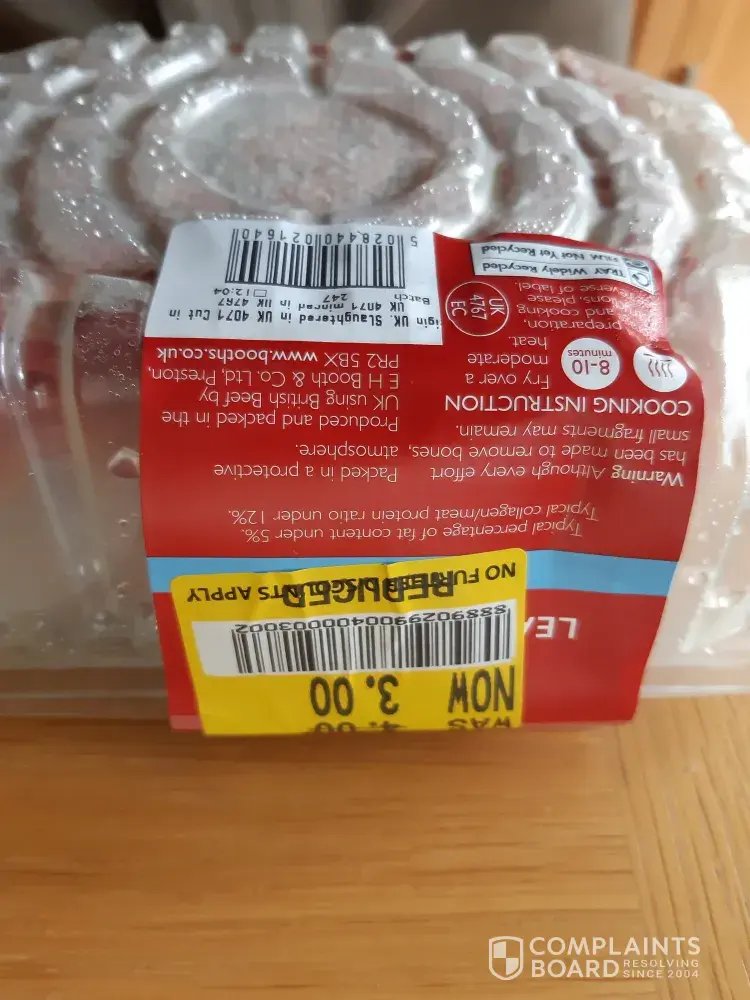 WAS 4.00
NOW 3.00
88890299004000003002
REDUCED
NO FURTHER DISCOUNTS APPLY
LEA
Typical percentage of fat content under 5%.
Typical collagen/meat protein ratio under 12%.
Warning Although every effort
has been made to remove bones,
small fragments may remain.
COOKING INSTRUCTION
8-10
minutes
Fry over a
moderate
heat.
preparation,
and cooking
ons, please
verse of label.
UK
4767
EC
TRAY Widely Recycled
FILM Not Yet Recycled
Packed in a protective
atmosphere.
Produced and packed in the
UK using British Beef by
E H Booth & Co. Ltd, Preston,
PR2 5BX www.booths.co.uk
igin UK. Slaughtered in UK 4071 Cut in
UK 4071 minced in UK 4767
Batch 247 12:04
5 028440 021640
COMPLAINTS
BOARD RESOLVING
SINCE 2004